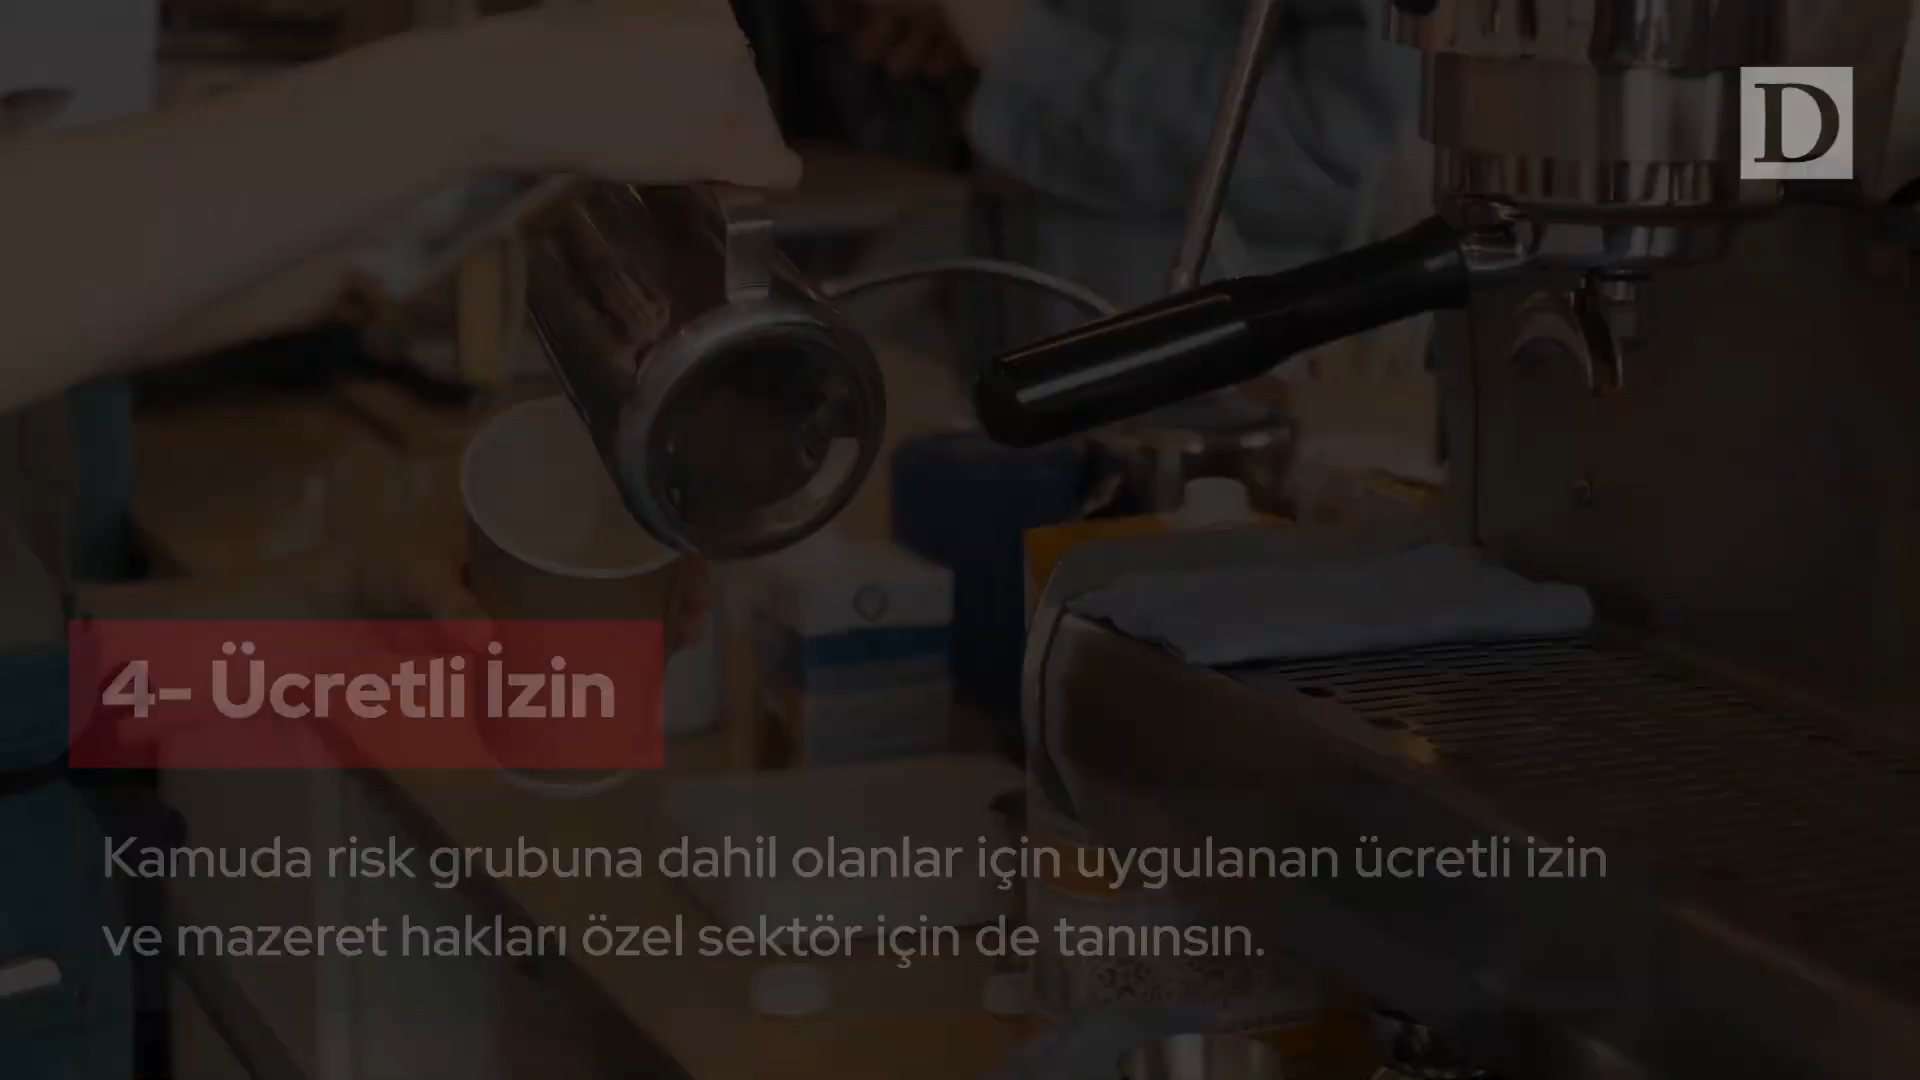 D
4- Ücretli İzin
Kamuda risk grubuna dahil olanlar için uygulanan ücretli izin
ve mazeret hakları özel sektör için de tanınsın.